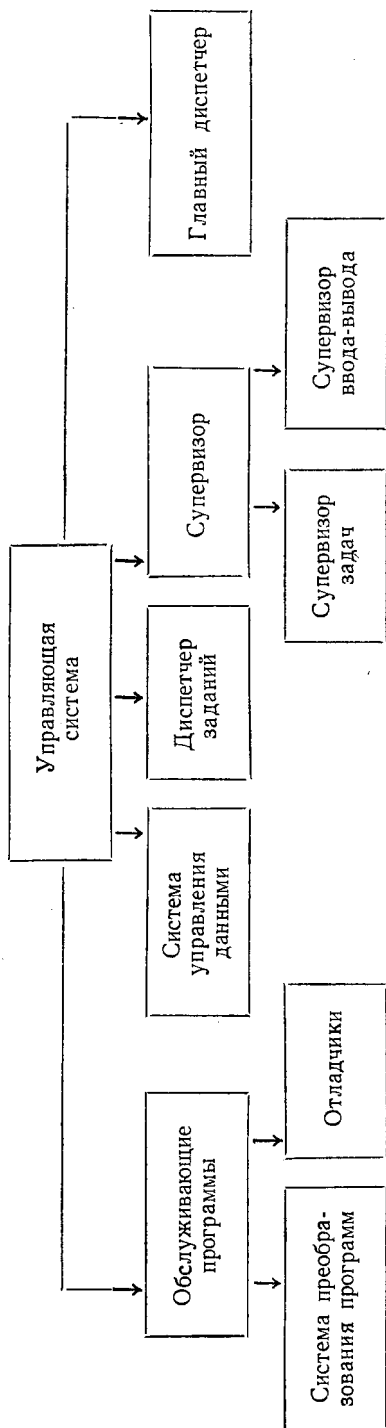 Управляющая
система
Обслуживающие
программы
Система
управления
данными
Диспетчер
заданий
Супервизор
Главный диспетчер
Система преобра-
зования программ
Отладчики
Супервизор
задач
Супервизор
ввода-вывода